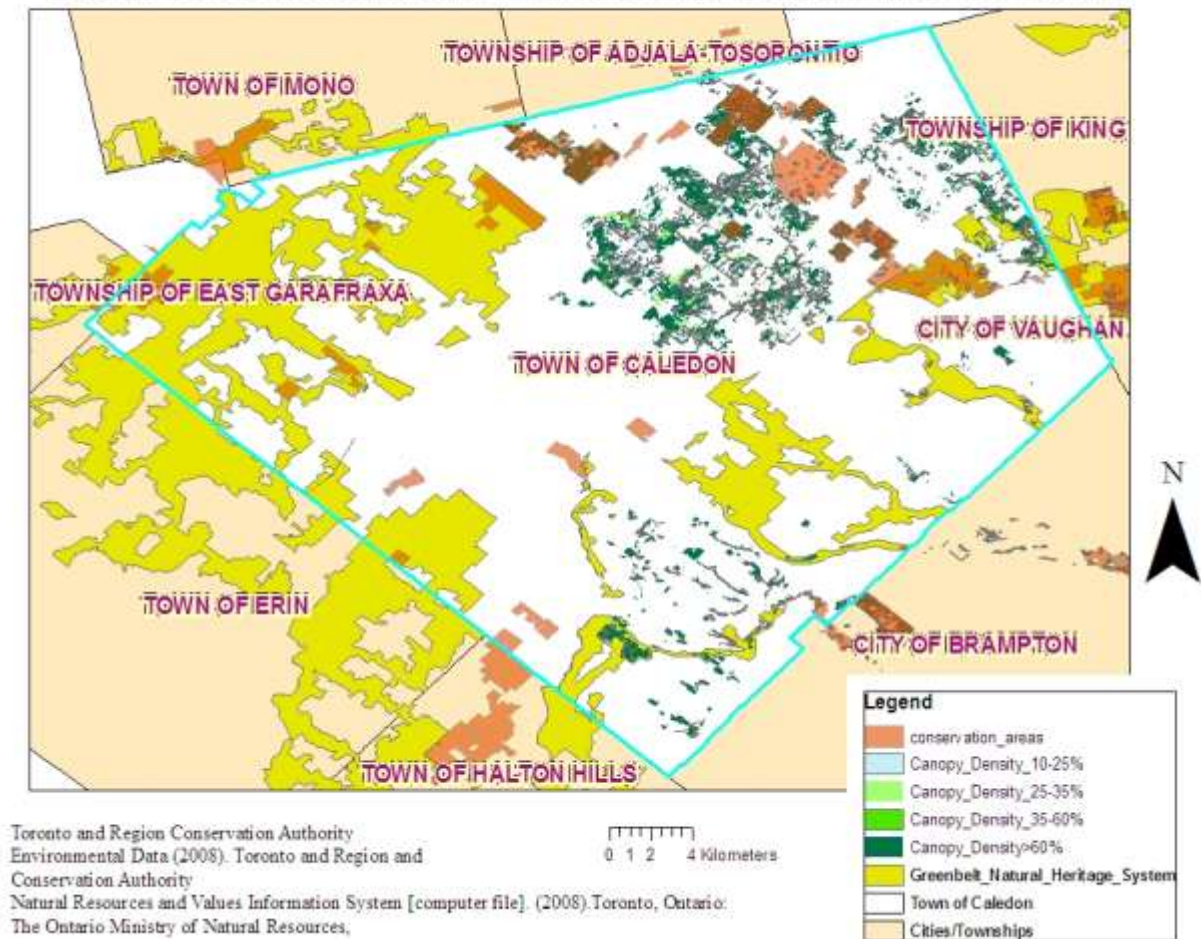 TOWNSHIP OF ADJALA-TOSORONTIO
TOWN OF MONO
TOWNSHIP OF KING
TOWNSHIP OF EAST GARAFRAXA
CITY OF VAUGHAN
TOWN OF CALEDON
N
TOWN OF ERIN
CITY OF BRAMPTON
TOWN OF HALTON HILLS
Legend
conservation_areas
Canopy_Density_10-25%
Canopy_Density_25-35%
Canopy_Density_35-60%
Canopy_Density>60%
Greenbelt_Natural_Heritage_System
Town of Caledon
Cities/Townships
0 1 2 4 Kilometers
Toronto and Region Conservation Authority
Environmental Data (2008). Toronto and Region and
Conservation Authority
Natural Resources and Values Information System [computer file]. (2008).Toronto, Ontario:
The Ontario Ministry of Natural Resources,